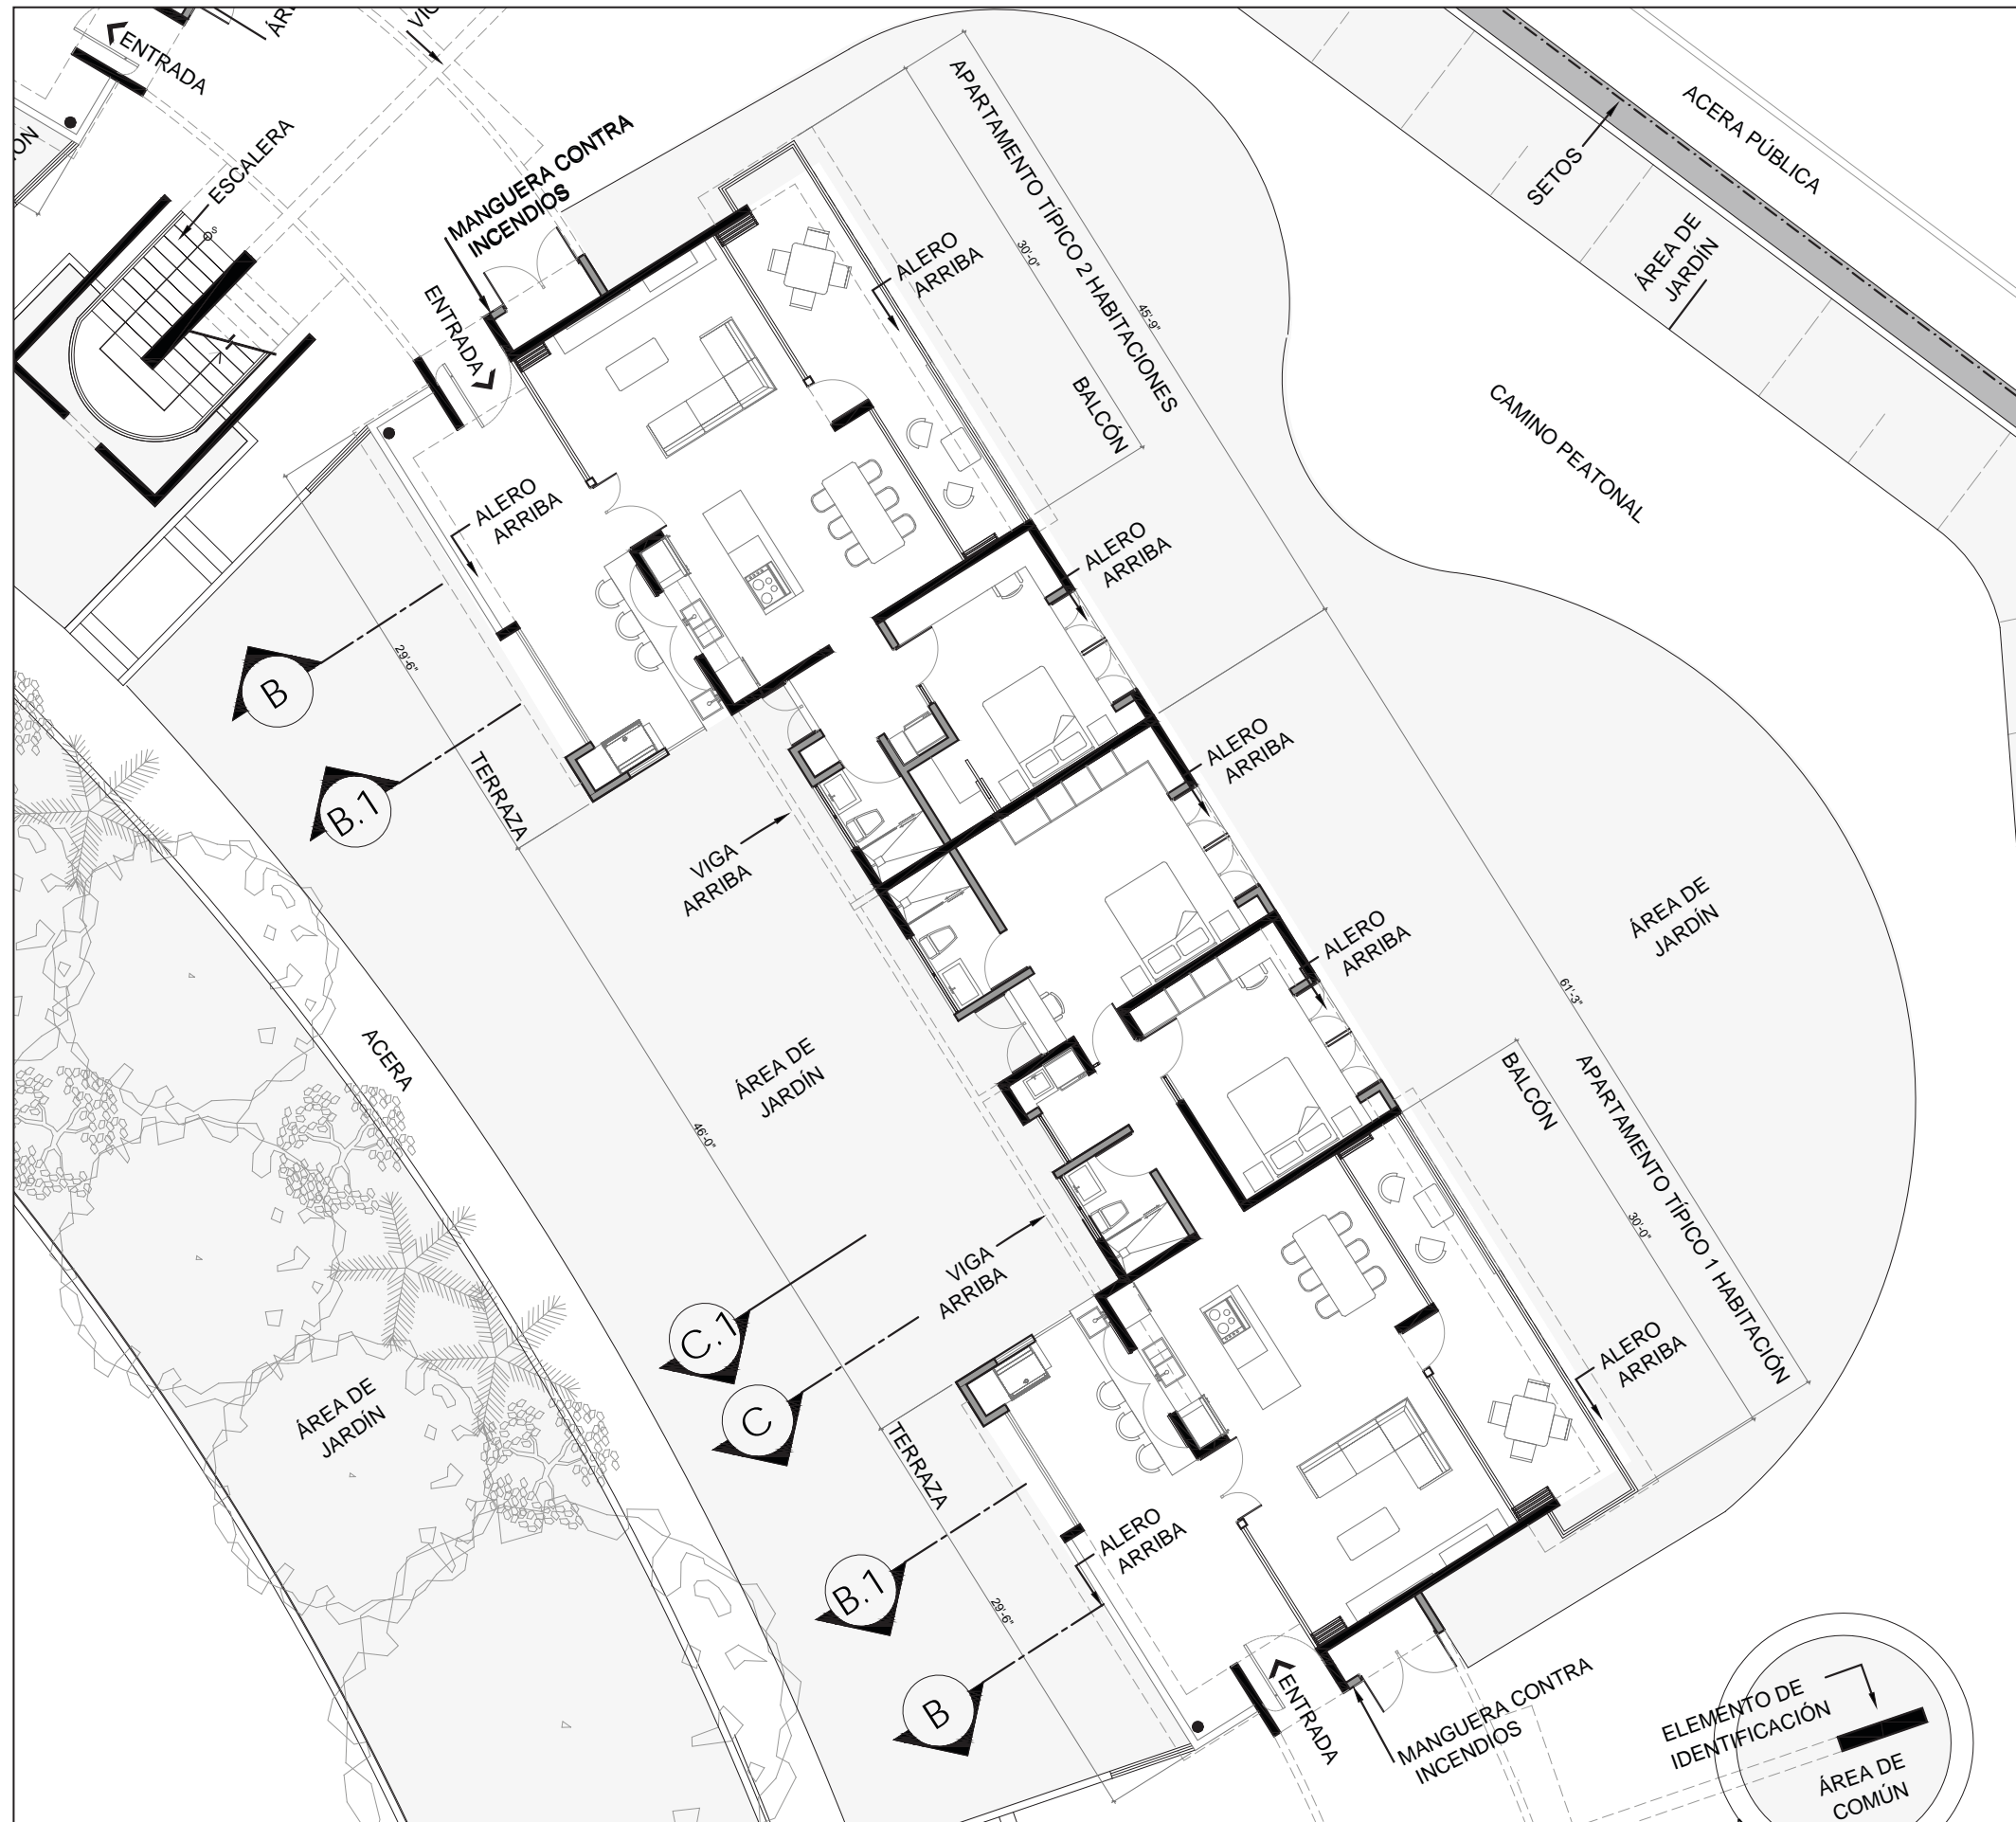 ENTRADA
ESCALERA
S
MANGUERA CONTRA
INCENDIOS
ENTRADA
ALERO
ARRIBA
APARTAMENTO TÍPICO 2 HABITACIONES
30'-0"
45'-9"
BALCÓN
ACERA PÚBLICA
SETOS
ÁREA DE
JARDÍN
CAMINO PEATONAL
ALERO
ARRIBA
ALERO
ARRIBA
B
29'-6"
B.1
TERRAZA
ALERO
ARRIBA
VIGA
ARRIBA
ALERO
ARRIBA
ÁREA DE
JARDÍN
61'-3"
ACERA
ÁREA DE
JARDÍN
46'-0"
BALCÓN
APARTAMENTO TÍPICO 1 HABITACIÓN
30'-0"
VIGA
ARRIBA
C.1
C
ÁREA DE
JARDÍN
TERRAZA
ALERO
ARRIBA
ALERO
ARRIBA
B.1
29'-6"
B
ENTRADA
MANGUERA CONTRA
INCENDIOS
ELEMENTO DE
IDENTIFICACIÓN
ÁREA DE
COMÚN